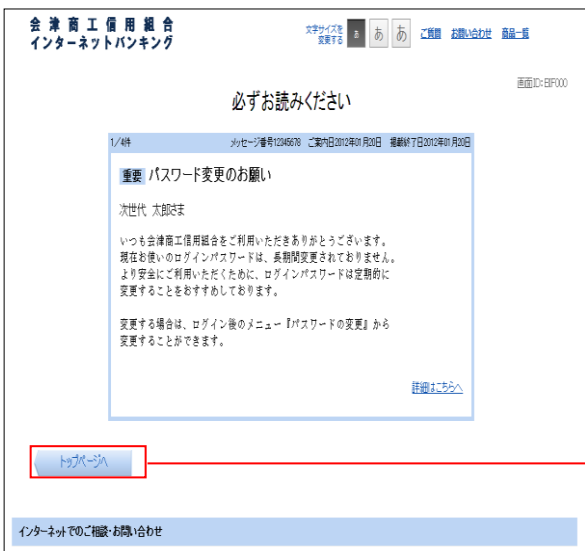 会津商工信用組合
インターネットバンキング
文字サイズを
変更する
あ あ あ
ご質問 お問い合わせ 商品一覧
画面ID:BIF000
必ずお読みください
1/4件 メッセージ番号12345678 ご案内日2012年01月20日 掲載終了日2012年01月20日
重要 パスワード変更のお願い
次世代 太郎さま
いつも会津商工信用組合をご利用いただきありがとうございます。
現在お使いのログインパスワードは、長期間変更されておりません。
より安全にご利用いただくために、ログインパスワードは定期的に
変更することをおすすめしております。
変更する場合は、ログイン後のメニュー『パスワードの変更』から
変更することができます。
詳細はこちらへ
トップページへ
インターネットでのご相談・お問い合わせ